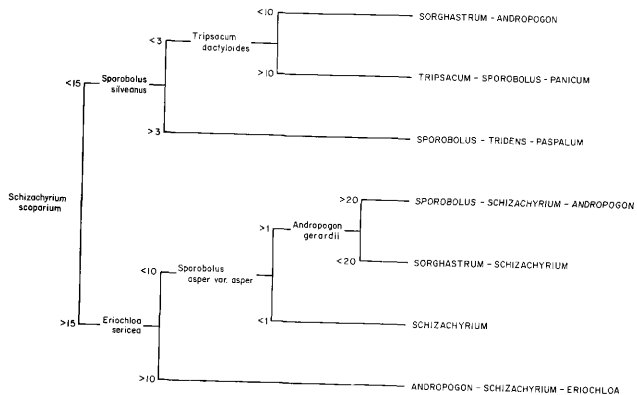 <10
SORGHASTRUM – ANDROPOGON
<3
Tripsacum
dactyloides
>10
TRIPSACUM – SPOROBOLUS – PANICUM
<15
Sporobolus
silveanus
>3
SPOROBOLUS – TRIDENS – PASPALUM
Schizachyrium
scoparium
>20
SPOROBOLUS – SCHIZACHYRIUM – ANDROPOGON
>1
Andropogon
gerardii
<20
SORGHASTRUM – SCHIZACHYRIUM
<10
Sporobolus
asper var. asper
<1
SCHIZACHYRIUM
>15
Eriochloa
sericea
>10
ANDROPOGON – SCHIZACHYRIUM – ERIOCHLOA